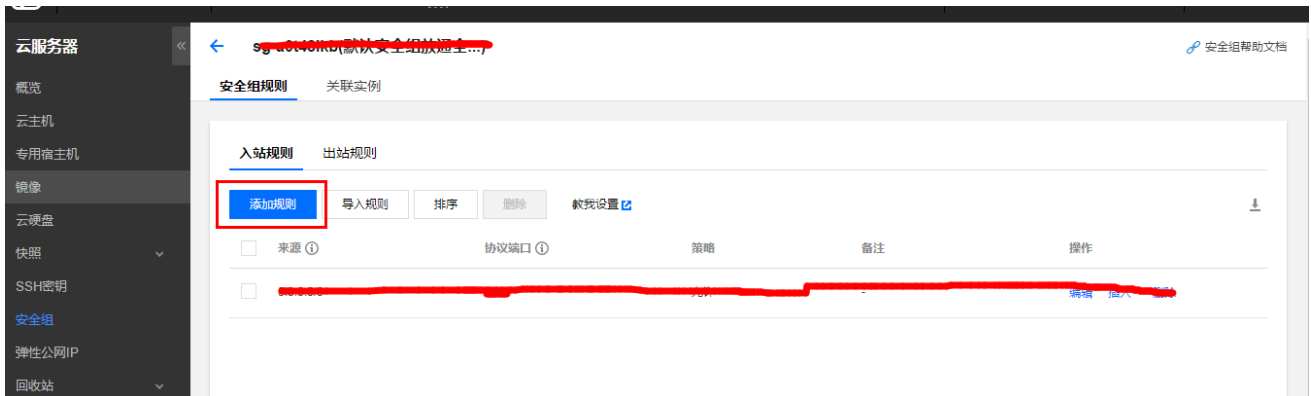 云服务器
安全组帮助文档
概览
安全组规则 关联实例
云主机
专用宿主机
入站规则 出站规则
镜像
添加规则 导入规则 排序 删除 教我设置
云硬盘
快照
来源 协议端口 策略 备注 操作
SSH密钥
安全组
弹性公网IP
回收站